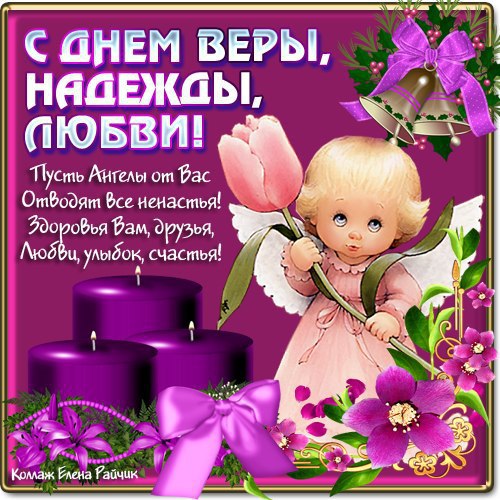 С ДНЕМ ВЕРЫ,
НАДЕЖДЫ,
ЛЮБВИ!
Пусть Ангелы от Вас
Отводят все ненастья!
Здоровья Вам, друзья,
Любви, улыбок, счастья!
Коллаж Елена Райчик